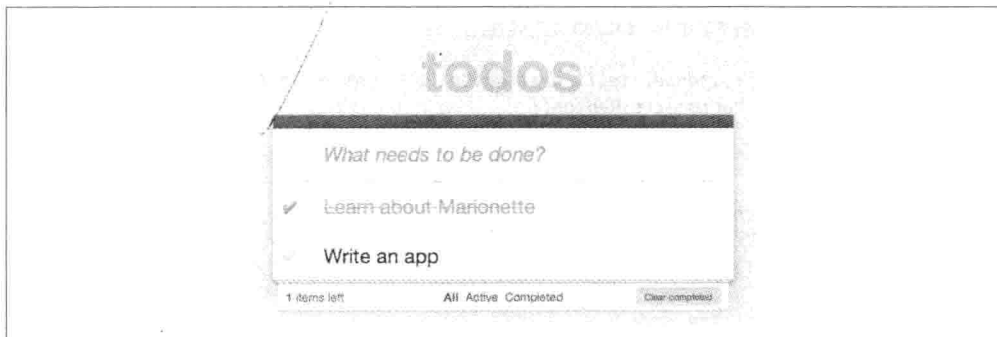 todos
What needs to be done?
Learn about Marionette
Write an app
1 items left All Active Completed Clear completed